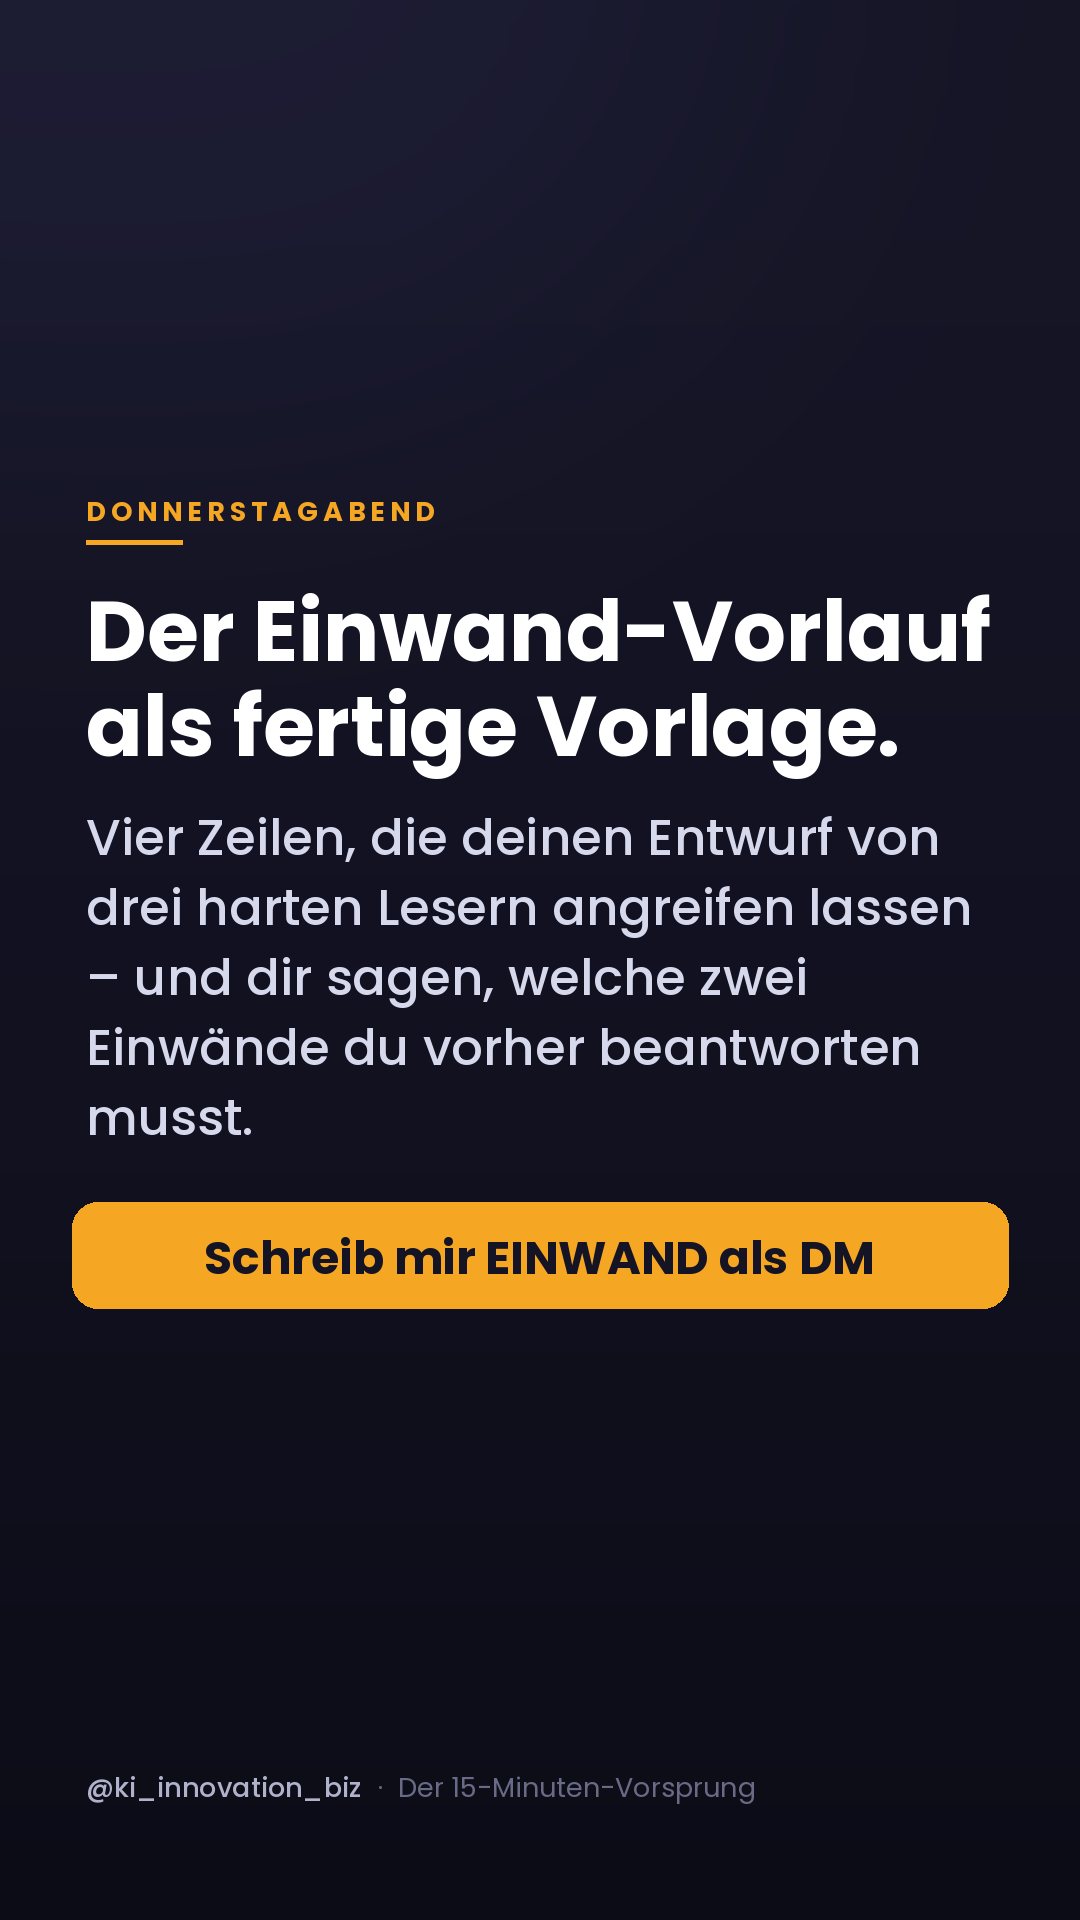 DONNERSTAGABEND
Der Einwand-Vorlauf
als fertige Vorlage.
Vier Zeilen, die deinen Entwurf von
drei harten Lesern angreifen lassen
– und dir sagen, welche zwei
Einwände du vorher beantworten
musst.
Schreib mir EINWAND als DM
@ki_innovation_biz · Der 15-Minuten-Vorsprung